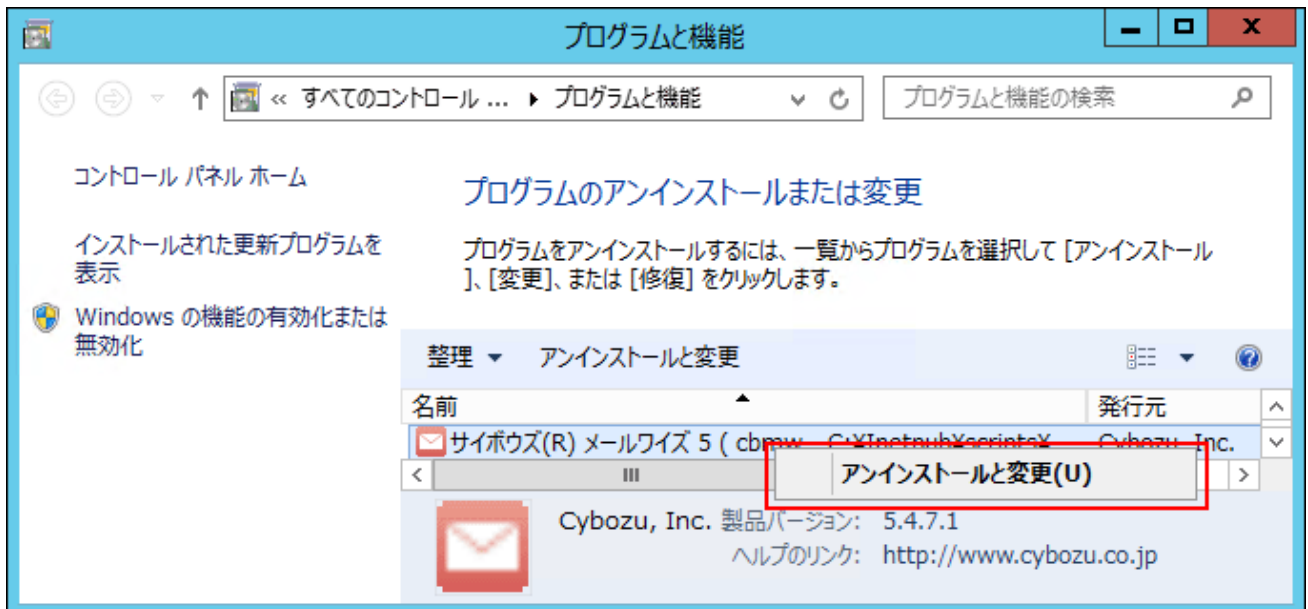 プログラムと機能
« すべてのコントロール ... ▸ プログラムと機能
プログラムと機能の検索
コントロール パネル ホーム
インストールされた更新プログラムを
表示
Windows の機能の有効化または
無効化
プログラムのアンインストールまたは変更
プログラムをアンインストールするには、一覧からプログラムを選択して [アンインストール
]、[変更]、または [修復] をクリックします。
整理 アンインストールと変更
名前 発行元
サイボウズ(R) メールワイズ 5 ( cbmw C:¥Inetpub¥scripts¥ Cybozu, Inc.
アンインストールと変更(U)
Cybozu, Inc. 製品バージョン: 5.4.7.1
ヘルプのリンク: http://www.cybozu.co.jp